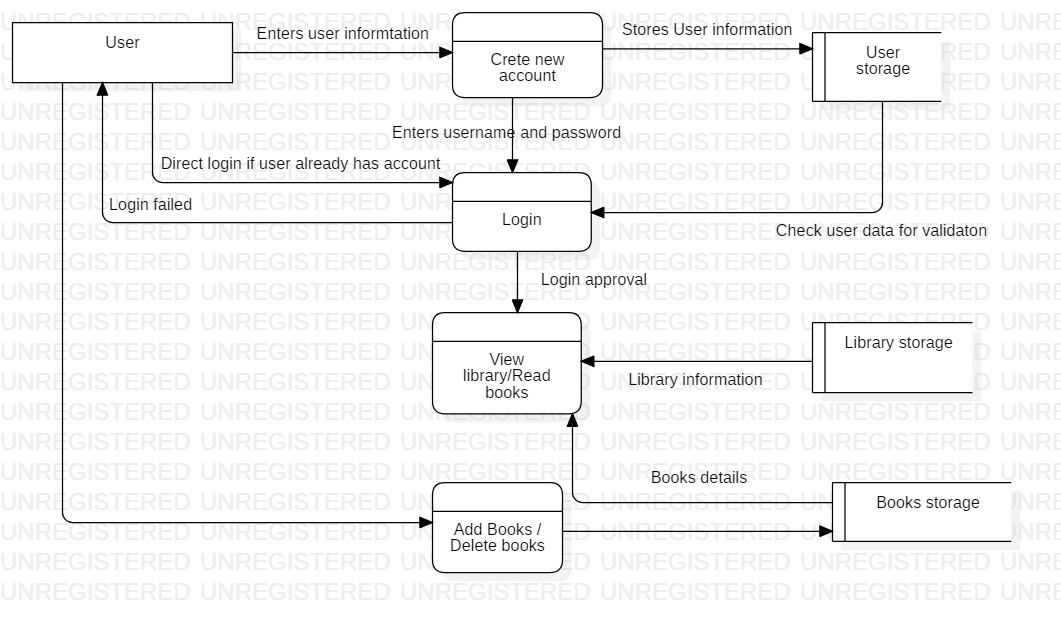 User
Enters user informtation
Crete new
account
Stores User information
User
storage
Enters username and password
Direct login if user already has account
Login failed
Login
Check user data for validaton
Login approval
View
library/Read
books
Library storage
Library information
Books details
Books storage
Add Books /
Delete books
UNREGISTERED